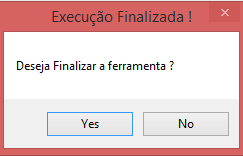 Execução Finalizada !
Deseja Finalizar a ferramenta ?
Yes
No